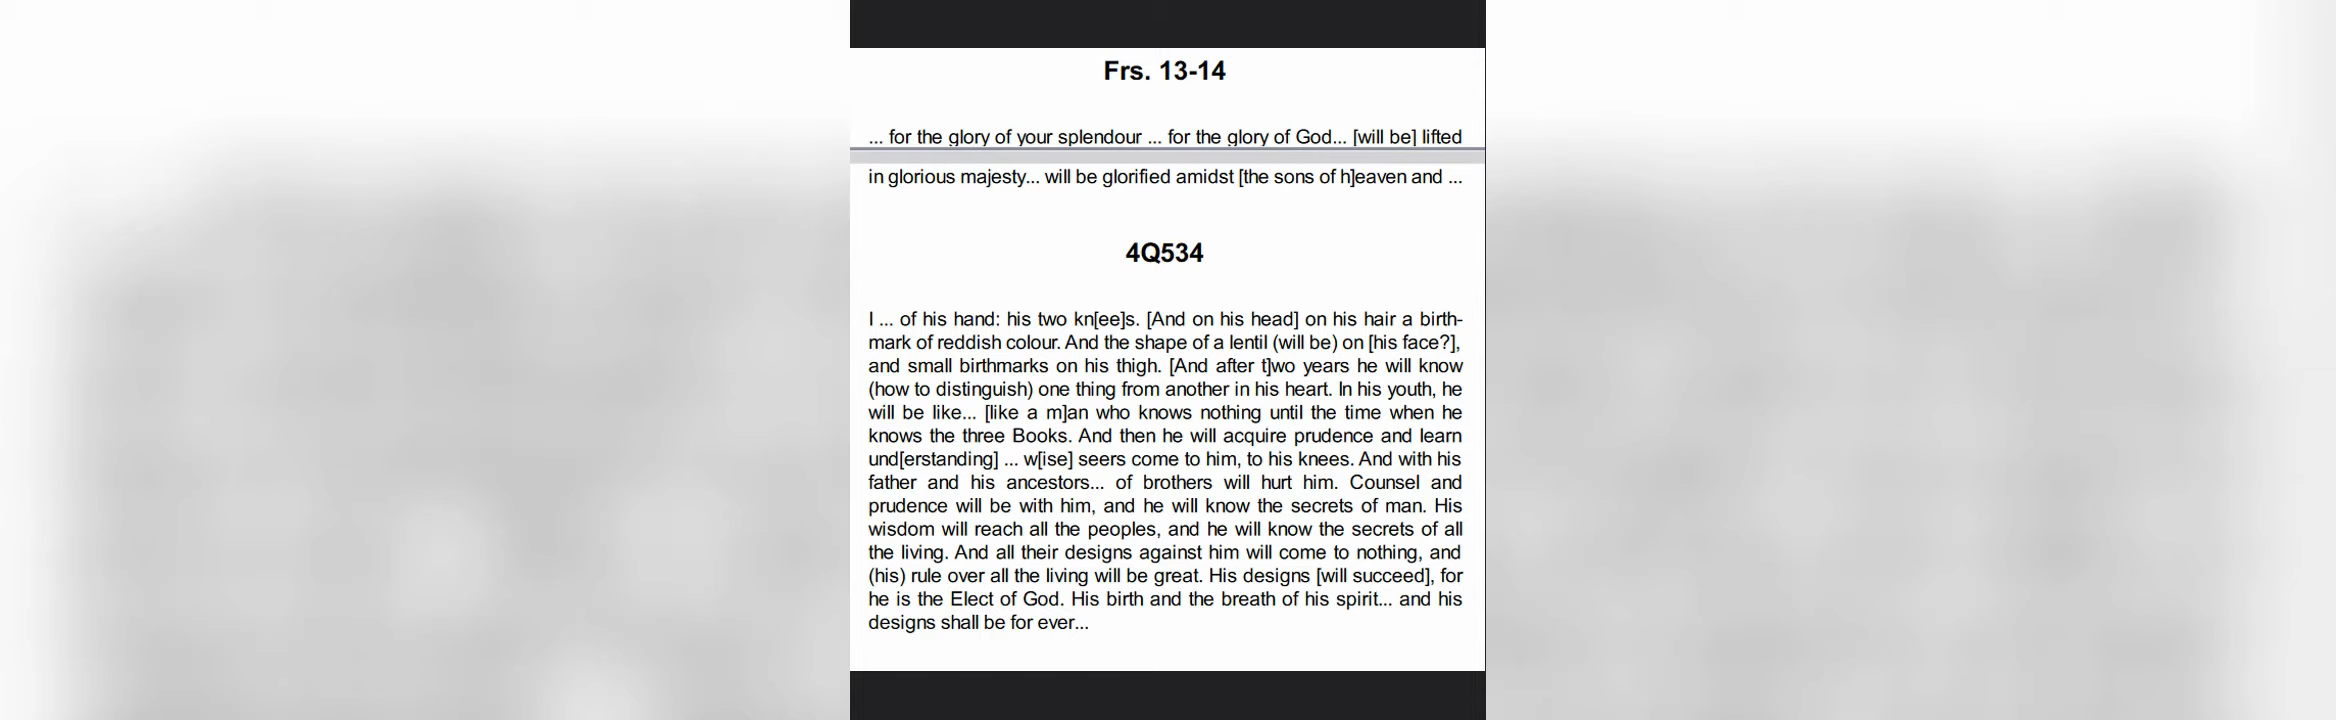 Frs. 13-14
... for the glory of your splendour ... for the glory of God... [will be] lifted
in glorious majesty... will be glorified amidst [the sons of h]eaven and ...
4Q534
I ... of his hand: his two kn[ee]s. [And on his head] on his hair a birth-
mark of reddish colour. And the shape of a lentil (will be) on [his face?],
and small birthmarks on his thigh. [And after t]wo years he will know
(how to distinguish) one thing from another in his heart. In his youth, he
will be like... [like a m]an who knows nothing until the time when he
knows the three Books. And then he will acquire prudence and learn
und[erstanding] ... w[ise] seers come to him, to his knees. And with his
father and his ancestors... of brothers will hurt him. Counsel and
prudence will be with him, and he will know the secrets of man. His
wisdom will reach all the peoples, and he will know the secrets of all
the living. And all their designs against him will come to nothing, and
(his) rule over all the living will be great. His designs [will succeed], for
he is the Elect of God. His birth and the breath of his spirit... and his
designs shall be for ever...